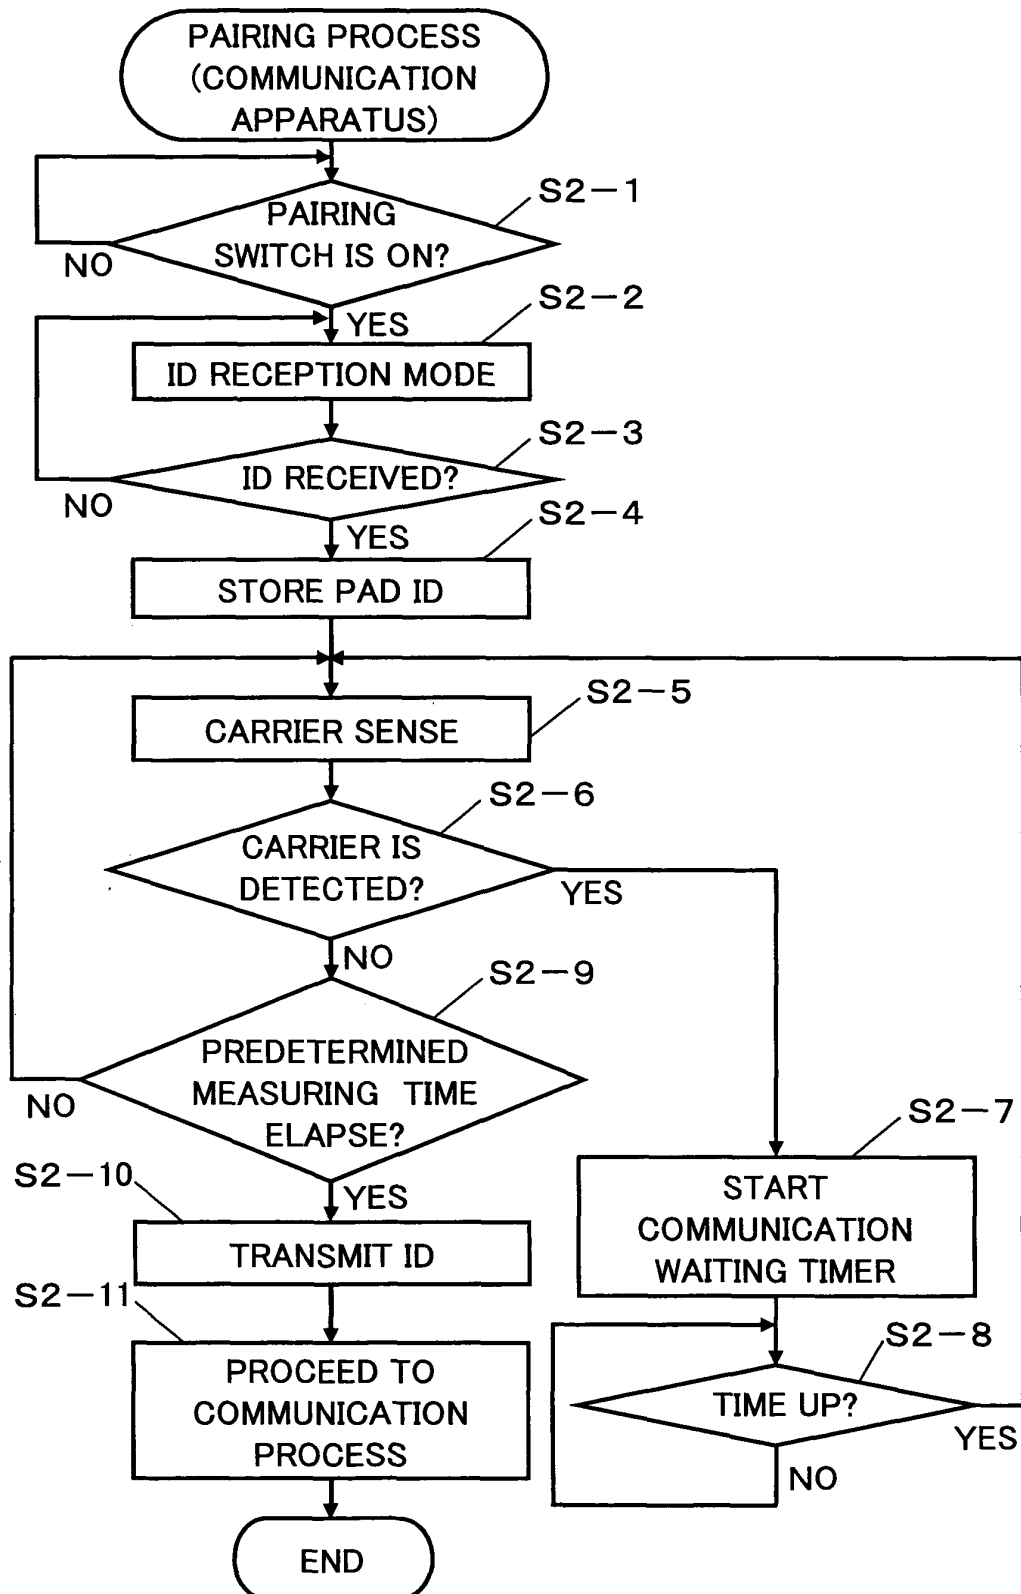 PAIRING PROCESS
(COMMUNICATION
APPARATUS)
S2-1
PAIRING
SWITCH IS ON?
NO
S2-2
YES
ID RECEPTION MODE
S2-3
ID RECEIVED?
NO
S2-4
YES
STORE PAD ID
S2-5
CARRIER SENSE
S2-6
CARRIER IS
DETECTED?
YES
NO
S2-9
PREDETERMINED
MEASURING TIME
ELAPSE?
NO
S2-7
S2-10
YES
START
COMMUNICATION
WAITING TIMER
TRANSMIT ID
S2-11
S2-8
PROCEED TO
COMMUNICATION
PROCESS
TIME UP?
YES
NO
END